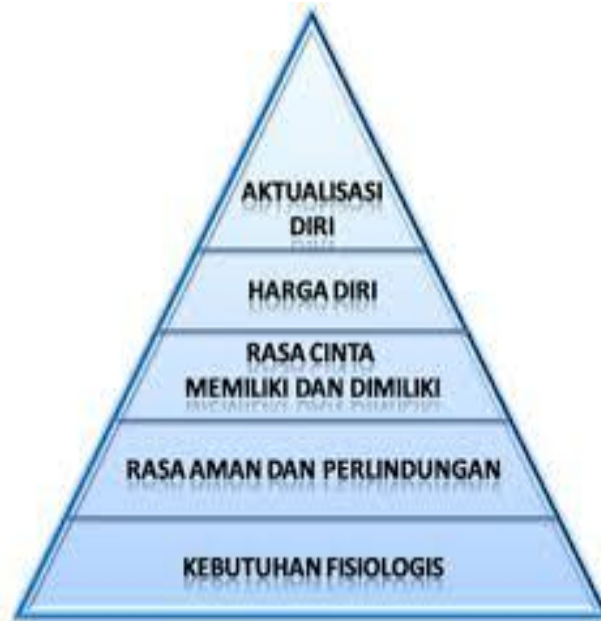 AKTUALISASI
DIRI
HARGA DIRI
RASA CINTA
MEMILIKI DAN DIMILIKI
RASA AMAN DAN PERLINDUNGAN
KEBUTUHAN FISIOLOGIS